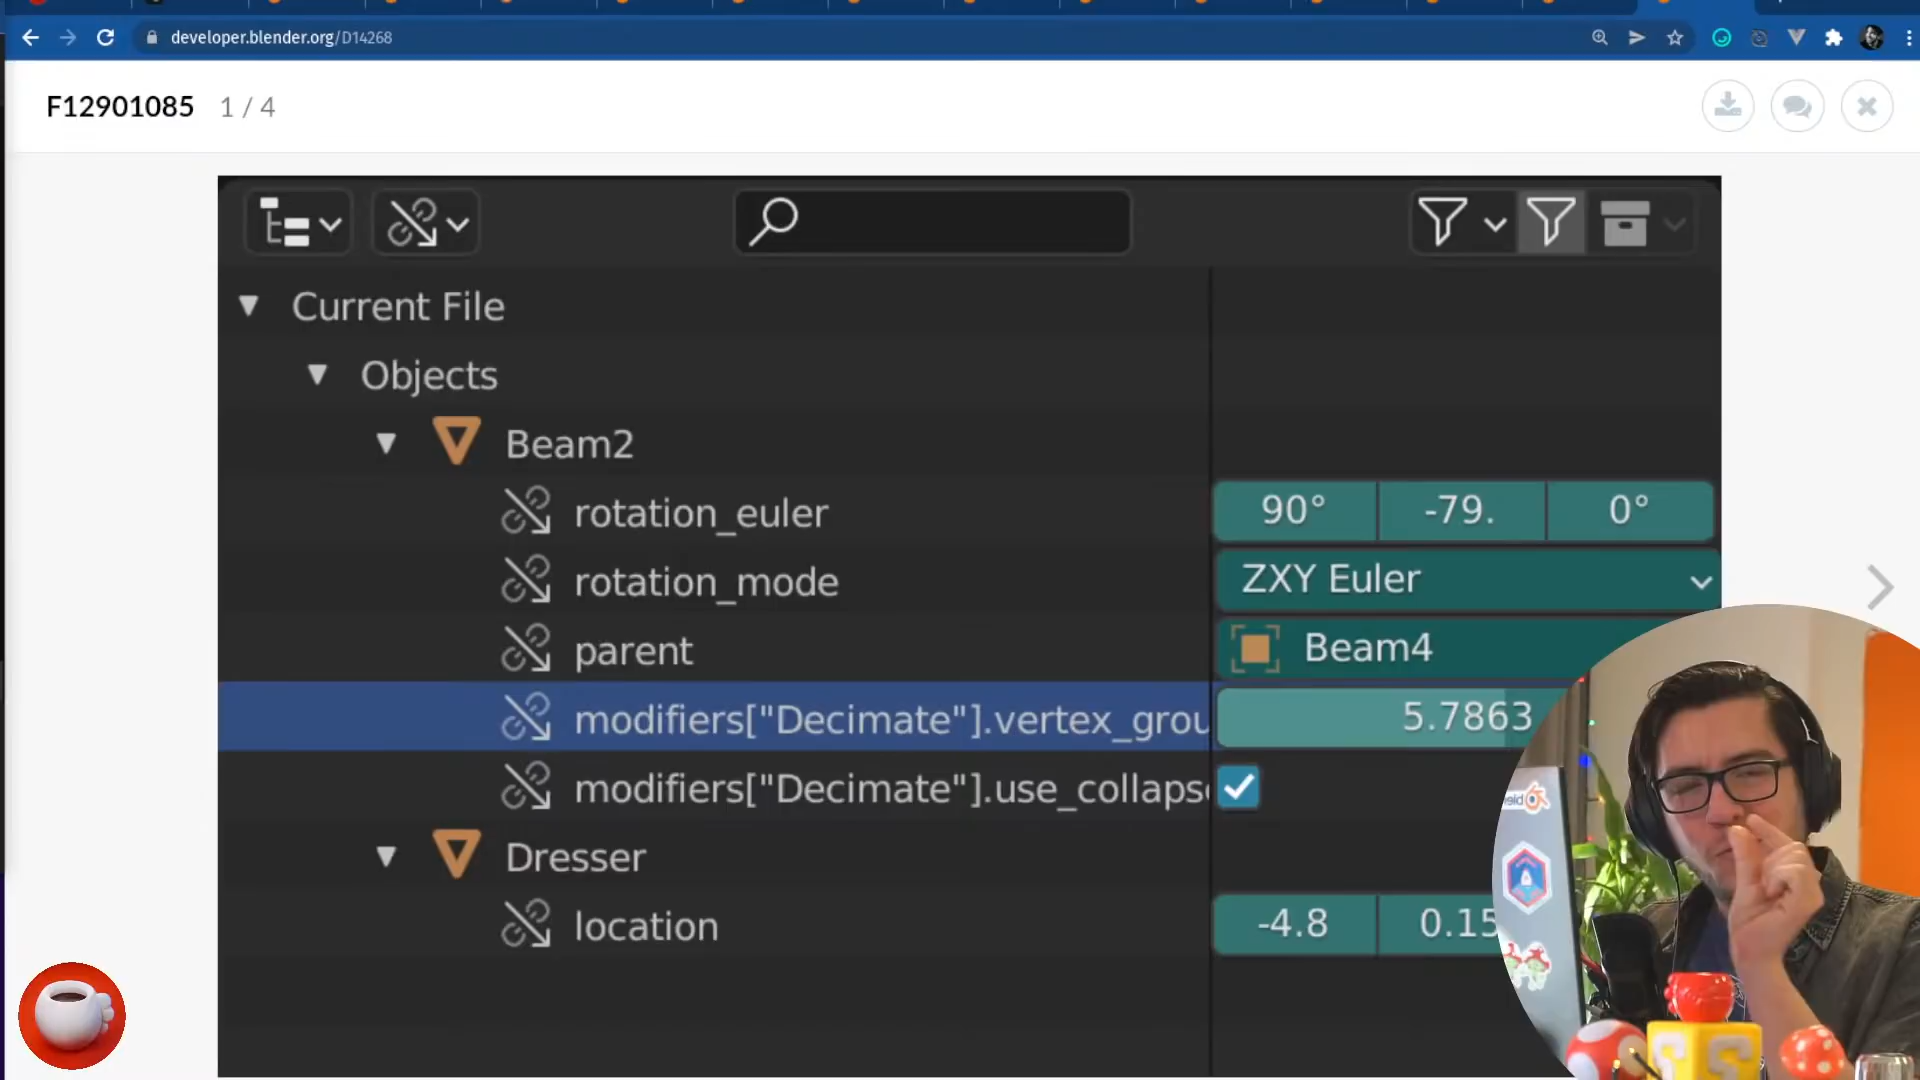 developer.blender.org/D14268
F12901085 1 / 4
Current File
Objects
Beam2
rotation_euler 90° -79. 0°
rotation_mode ZXY Euler
parent Beam4
modifiers["Decimate"].vertex_grou 5.7863
modifiers["Decimate"].use_collaps
Dresser
location -4.8 0.15